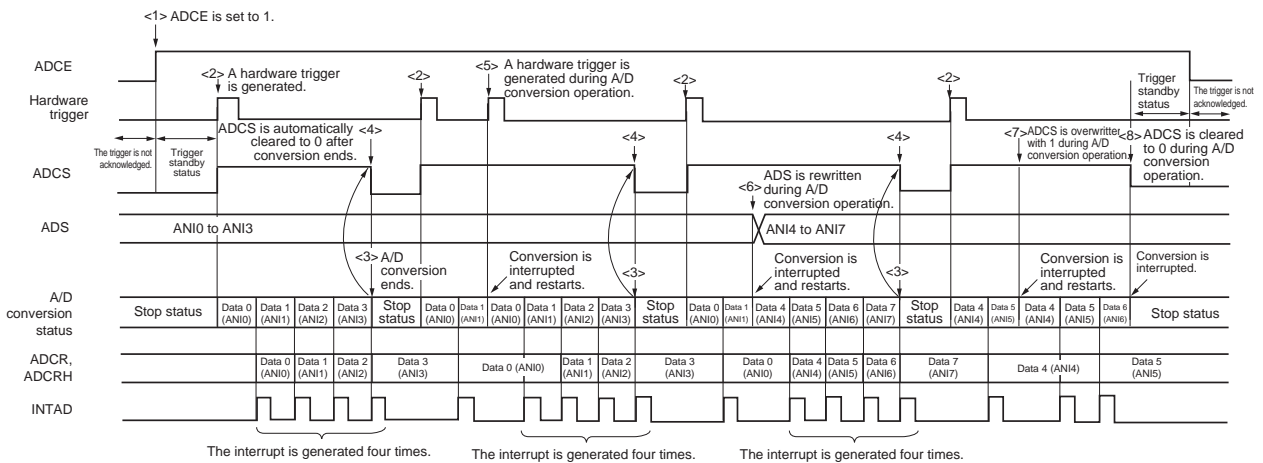 <1> ADCE is set to 1.
ADCE
<2> A hardware trigger
is generated.
<2>
<5> A hardware trigger is
generated during A/D
conversion operation.
<2>
<2>
Trigger
standby
status
The trigger is not
acknowledged.
Hardware
trigger
The trigger is not
acknowledged.
Trigger
standby
status
ADCS is automatically
cleared to 0 after
conversion ends.
<4>
<4>
<4>
<7> ADCS is overwritter
with 1 during A/D
conversion operation.
<8> ADCS is cleared
to 0 during A/D
conversion
operation.
ADCS
<6> ADS is rewritten
during A/D
conversion operation.
ADS
ANI0 to ANI3
ANI4 to ANI7
<3> A/D
conversion
ends.
Conversion is
interrupted
and restarts.
<3>
Conversion is
interrupted
and restarts.
<3>
Conversion is
interrupted
and restarts.
Conversion is
interrupted.
A/D
conversion
status
Stop status
Data 0
(ANI0)
Data 1
(ANI1)
Data 2
(ANI2)
Data 3
(ANI3)
Stop
status
Data 0
(ANI0)
Data 1
(ANI1)
Data 0
(ANI0)
Data 1
(ANI1)
Data 2
(ANI2)
Data 3
(ANI3)
Stop
status
Data 0
(ANI0)
Data 1
(ANI1)
Data 4
(ANI4)
Data 5
(ANI5)
Data 6
(ANI6)
Data 7
(ANI7)
Stop
status
Data 4
(ANI4)
Data 5
(ANI5)
Data 4
(ANI4)
Data 5
(ANI5)
Data 6
(ANI6)
Stop status
ADCR,
ADCRH
Data 0
(ANI0)
Data 1
(ANI1)
Data 2
(ANI2)
Data 3
(ANI3)
Data 0 (ANI0)
Data 1
(ANI1)
Data 2
(ANI2)
Data 3
(ANI3)
Data 0
(ANI0)
Data 4
(ANI4)
Data 5
(ANI5)
Data 6
(ANI6)
Data 7
(ANI7)
Data 4 (ANI4)
Data 5
(ANI5)
INTAD
The interrupt is generated four times.
The interrupt is generated four times.
The interrupt is generated four times.